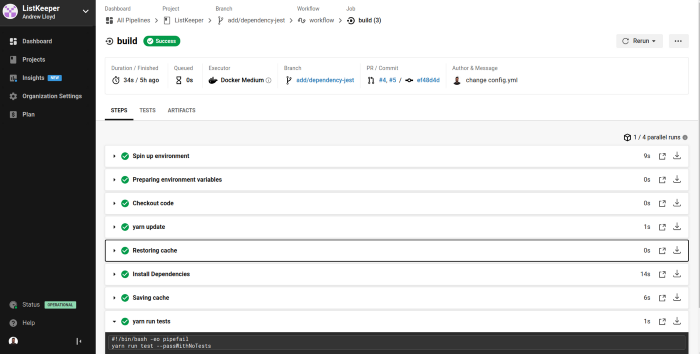 ListKeeper
Andrew Lloyd
Dashboard
Projects
Insights NEW
Organization Settings
Plan
Status OPERATIONAL
Help
Dashboard Project Branch Workflow Job
All Pipelines ListKeeper add/dependency-jest workflow build (3)
build Success Rerun
Duration / Finished Queued Executor Branch PR / Commit Author & Message
34s / 5h ago 0s Docker Medium add/dependency-jest #4, #5 / ef48d4d change config.yml
STEPS TESTS ARTIFACTS
1 / 4 parallel runs
Spin up environment 9s
Preparing environment variables 0s
Checkout code 0s
yarn update 1s
Restoring cache 0s
Install Dependencies 14s
Saving cache 6s
yarn run tests 1s
#!/bin/bash -eo pipefail
yarn run test --passWithNoTests